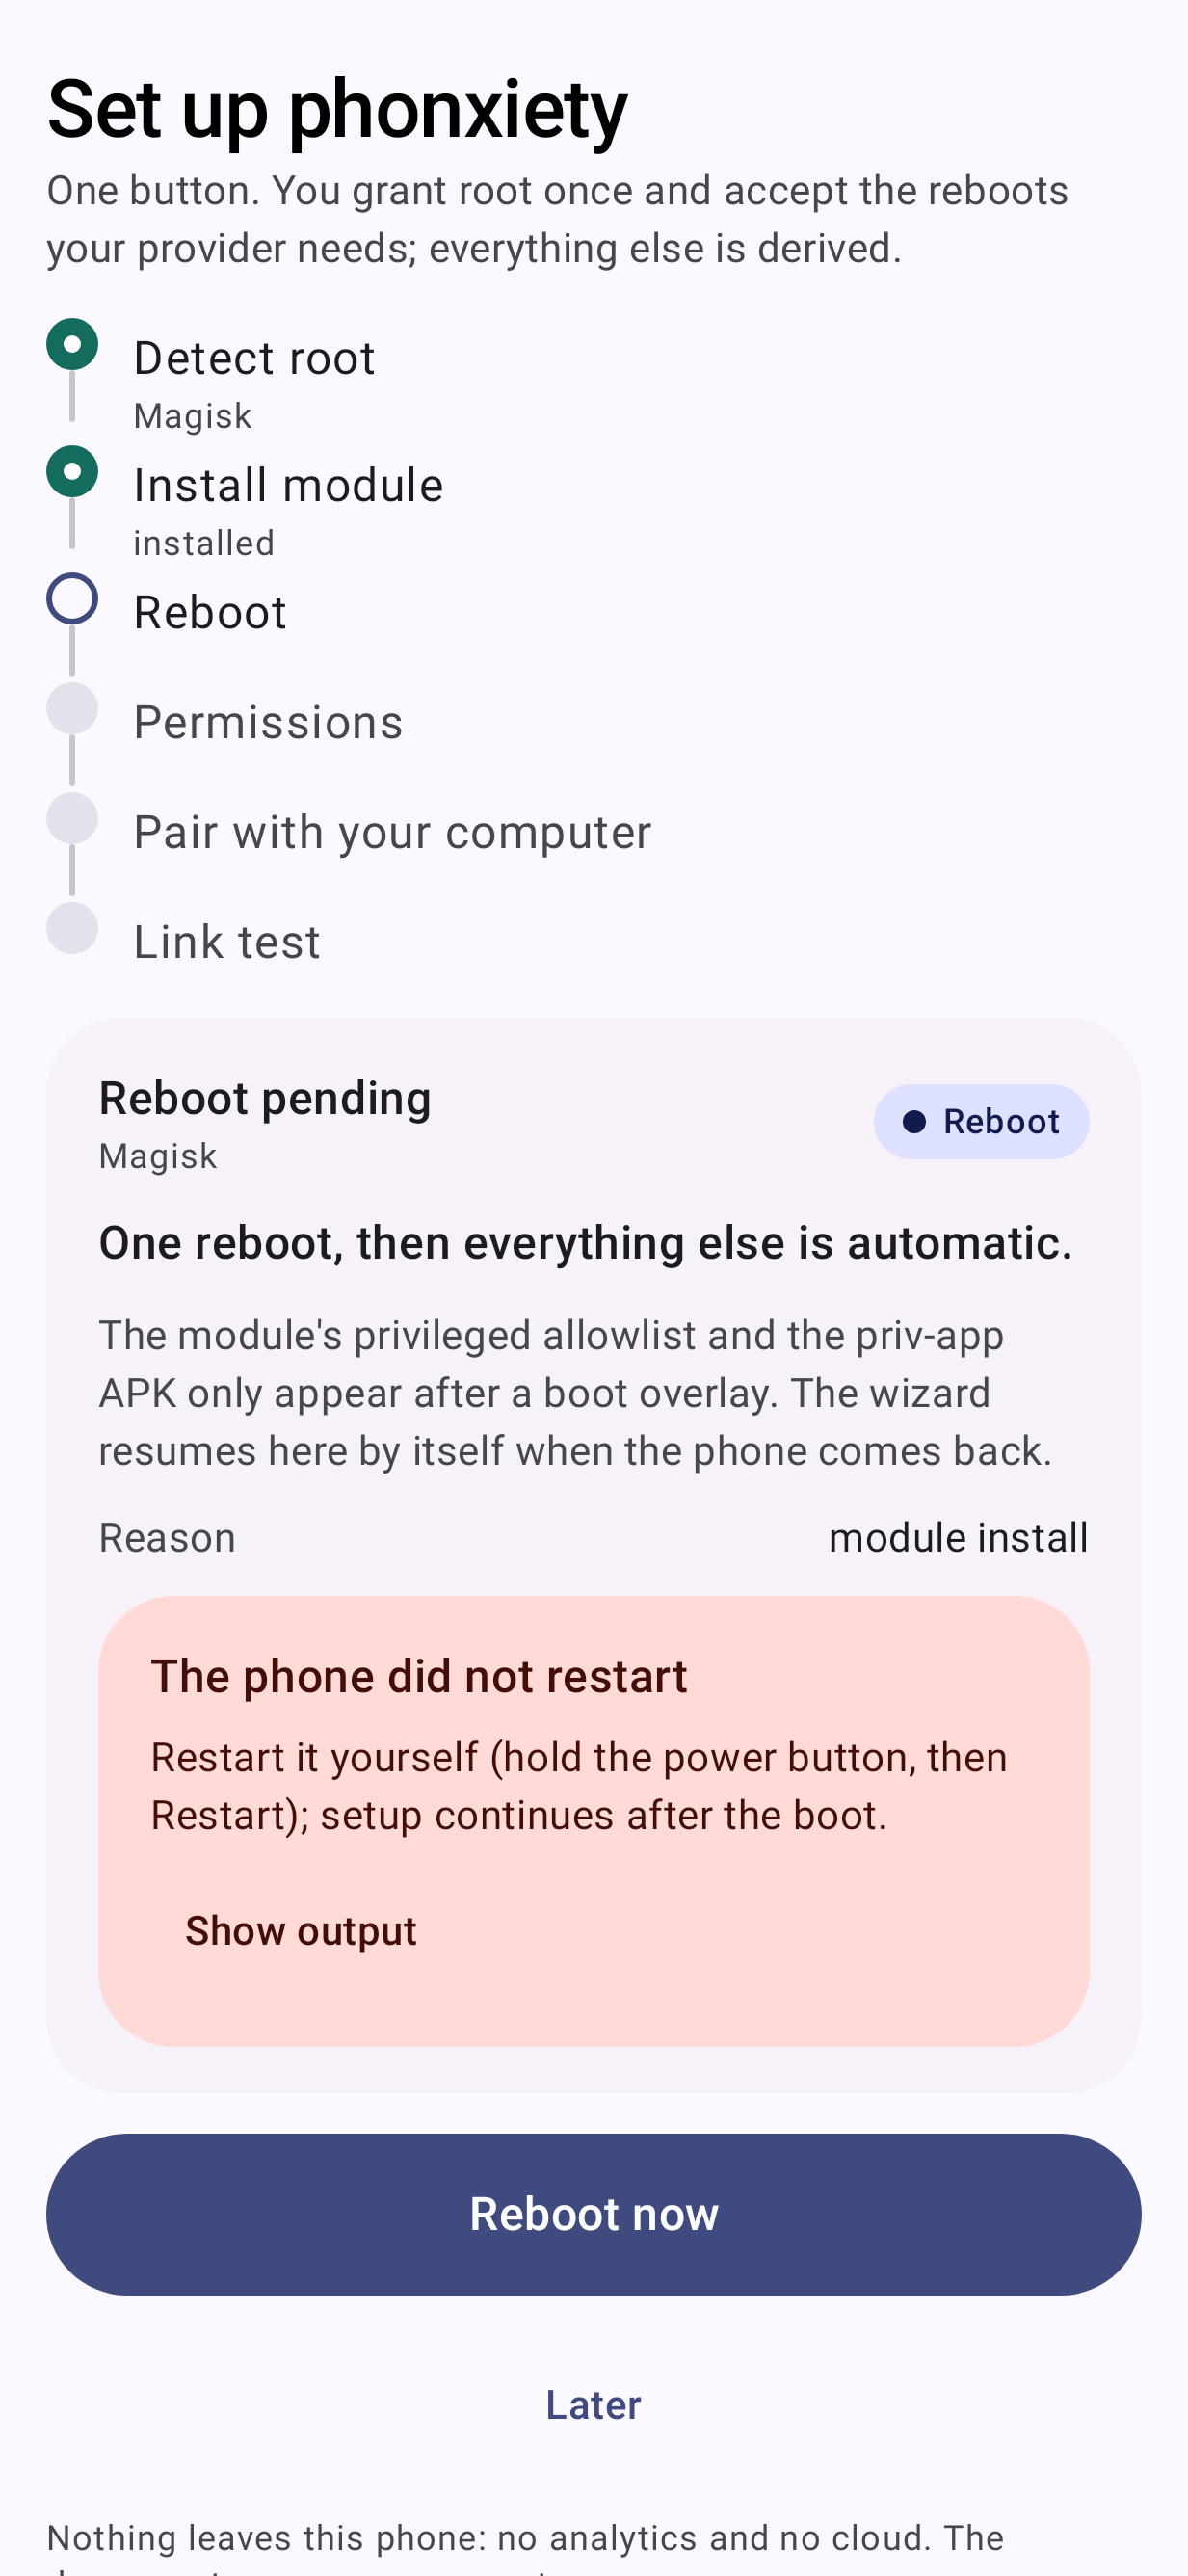 Set up phonxiety
One button. You grant root once and accept the reboots
your provider needs; everything else is derived.
Detect root
Magisk
Install module
installed
Reboot
Permissions
Pair with your computer
Link test
Reboot pending
Magisk
Reboot
One reboot, then everything else is automatic.
The module's privileged allowlist and the priv-app
APK only appear after a boot overlay. The wizard
resumes here by itself when the phone comes back.
Reason
module install
The phone did not restart
Restart it yourself (hold the power button, then
Restart); setup continues after the boot.
Show output
Reboot now
Later
Nothing leaves this phone: no analytics and no cloud. The